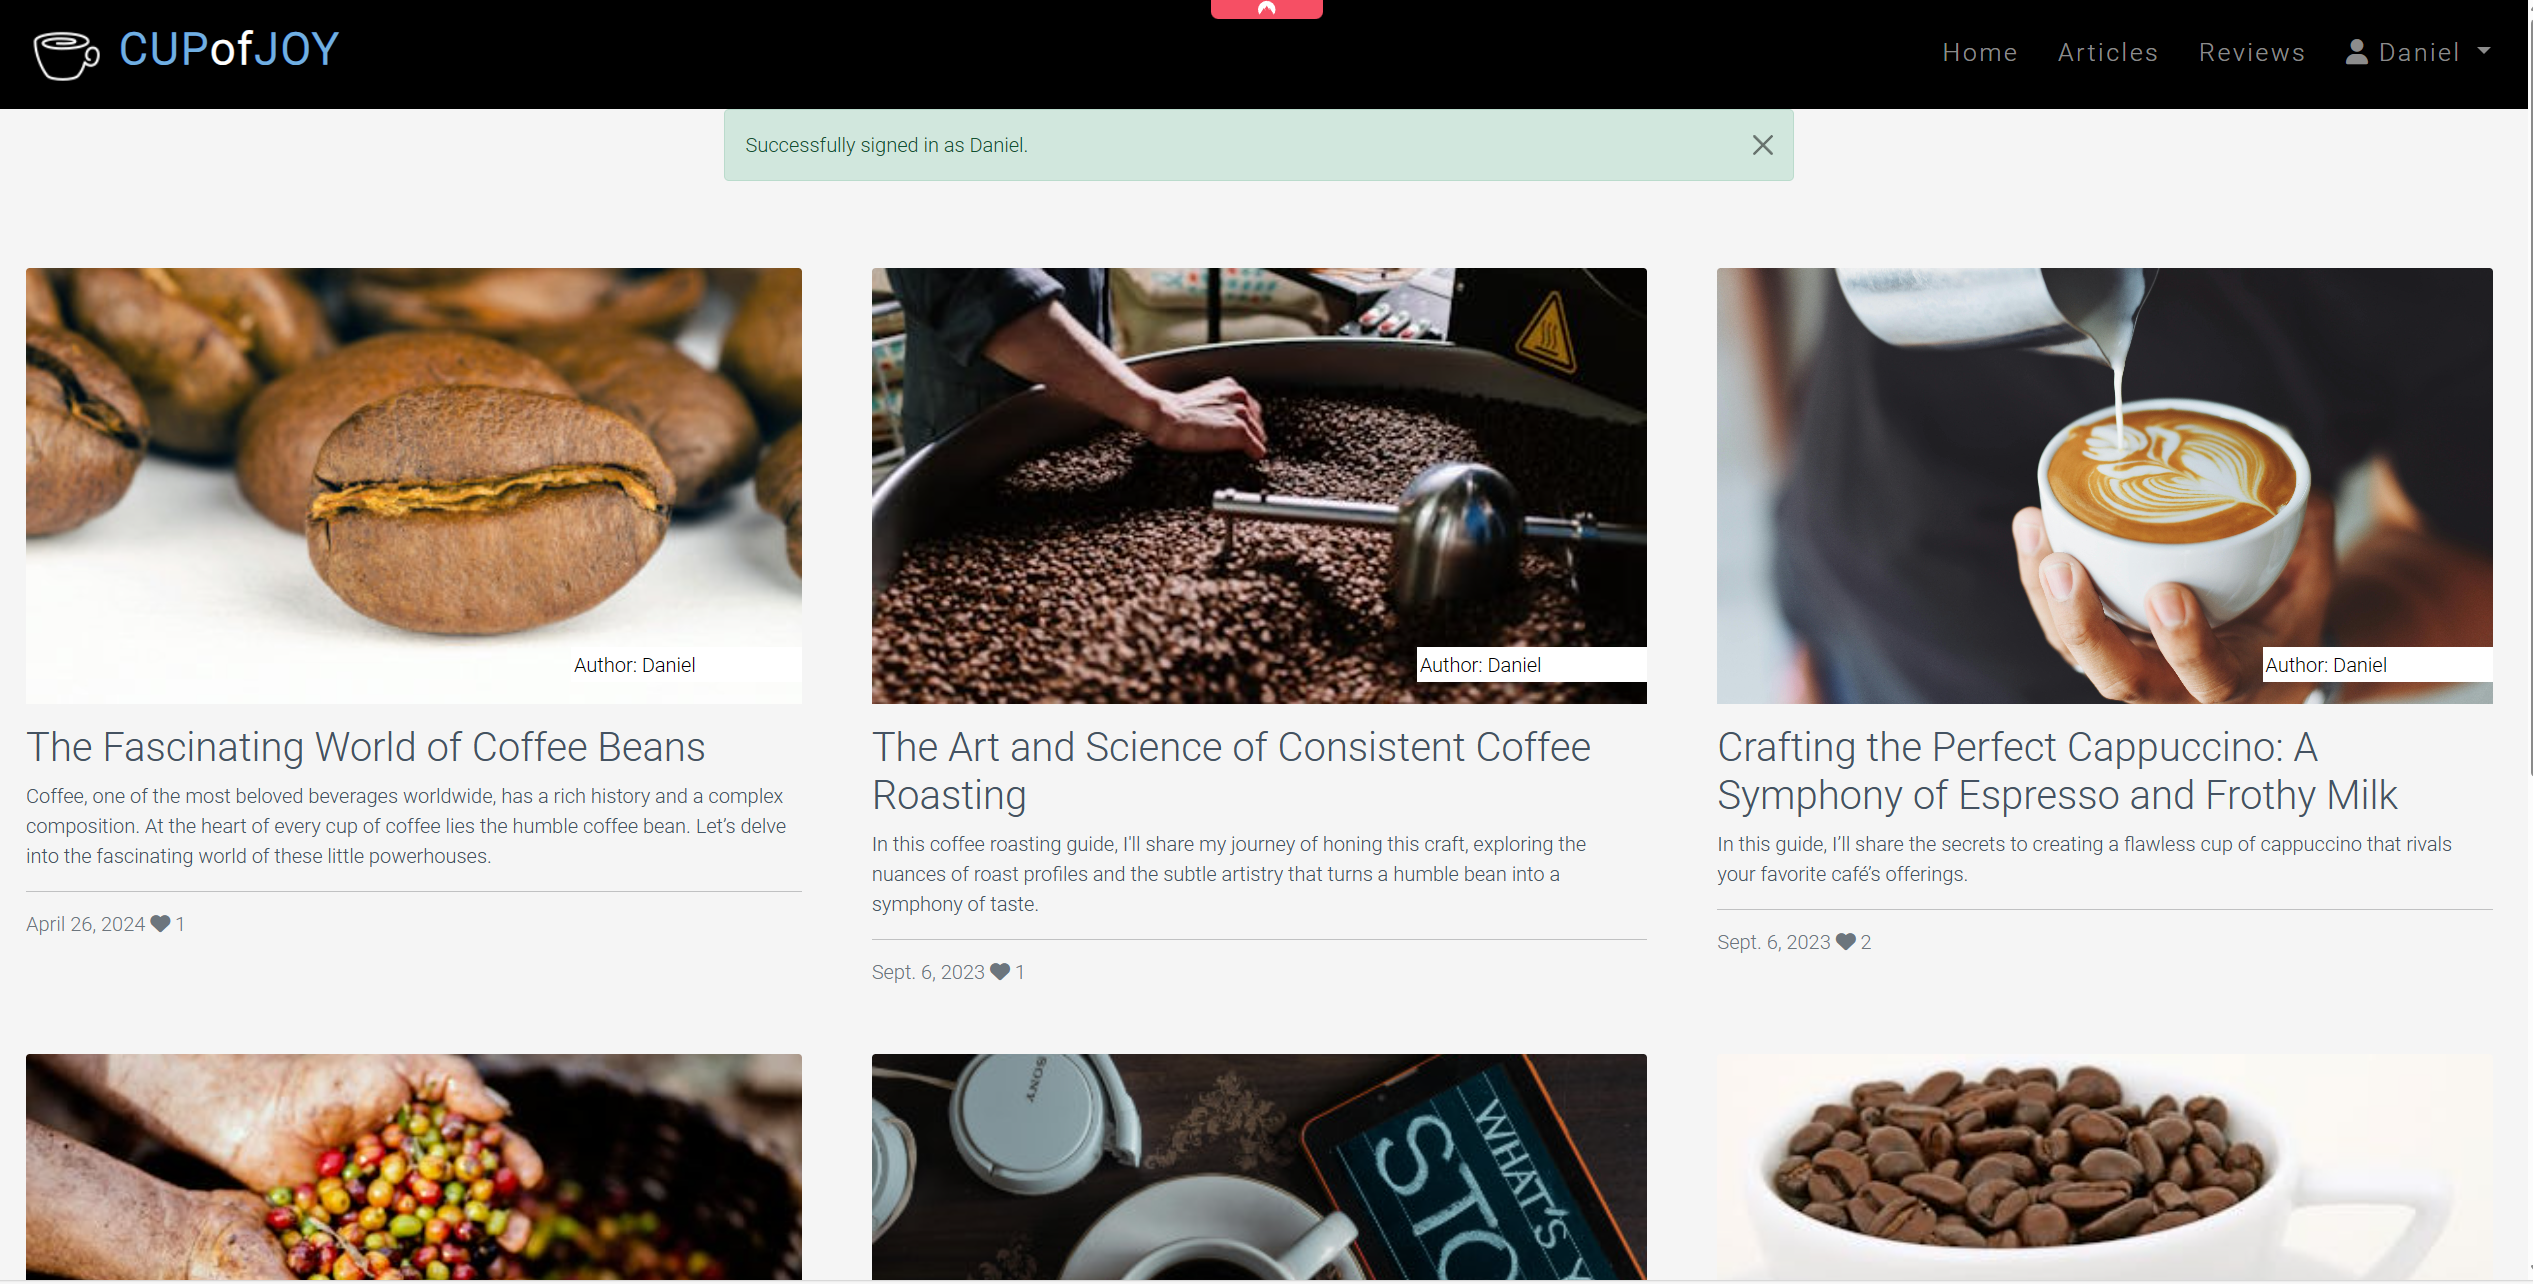 CUPofJOY
Home Articles Reviews Daniel
Successfully signed in as Daniel.
Author: Daniel
Author: Daniel
Author: Daniel
The Fascinating World of Coffee Beans
Coffee, one of the most beloved beverages worldwide, has a rich history and a complex
composition. At the heart of every cup of coffee lies the humble coffee bean. Let’s delve
into the fascinating world of these little powerhouses.
April 26, 2024 1
The Art and Science of Consistent Coffee
Roasting
In this coffee roasting guide, I'll share my journey of honing this craft, exploring the
nuances of roast profiles and the subtle artistry that turns a humble bean into a
symphony of taste.
Sept. 6, 2023 1
Crafting the Perfect Cappuccino: A
Symphony of Espresso and Frothy Milk
In this guide, I’ll share the secrets to creating a flawless cup of cappuccino that rivals
your favorite café’s offerings.
Sept. 6, 2023 2
SONY
WHAT'S Y
STO